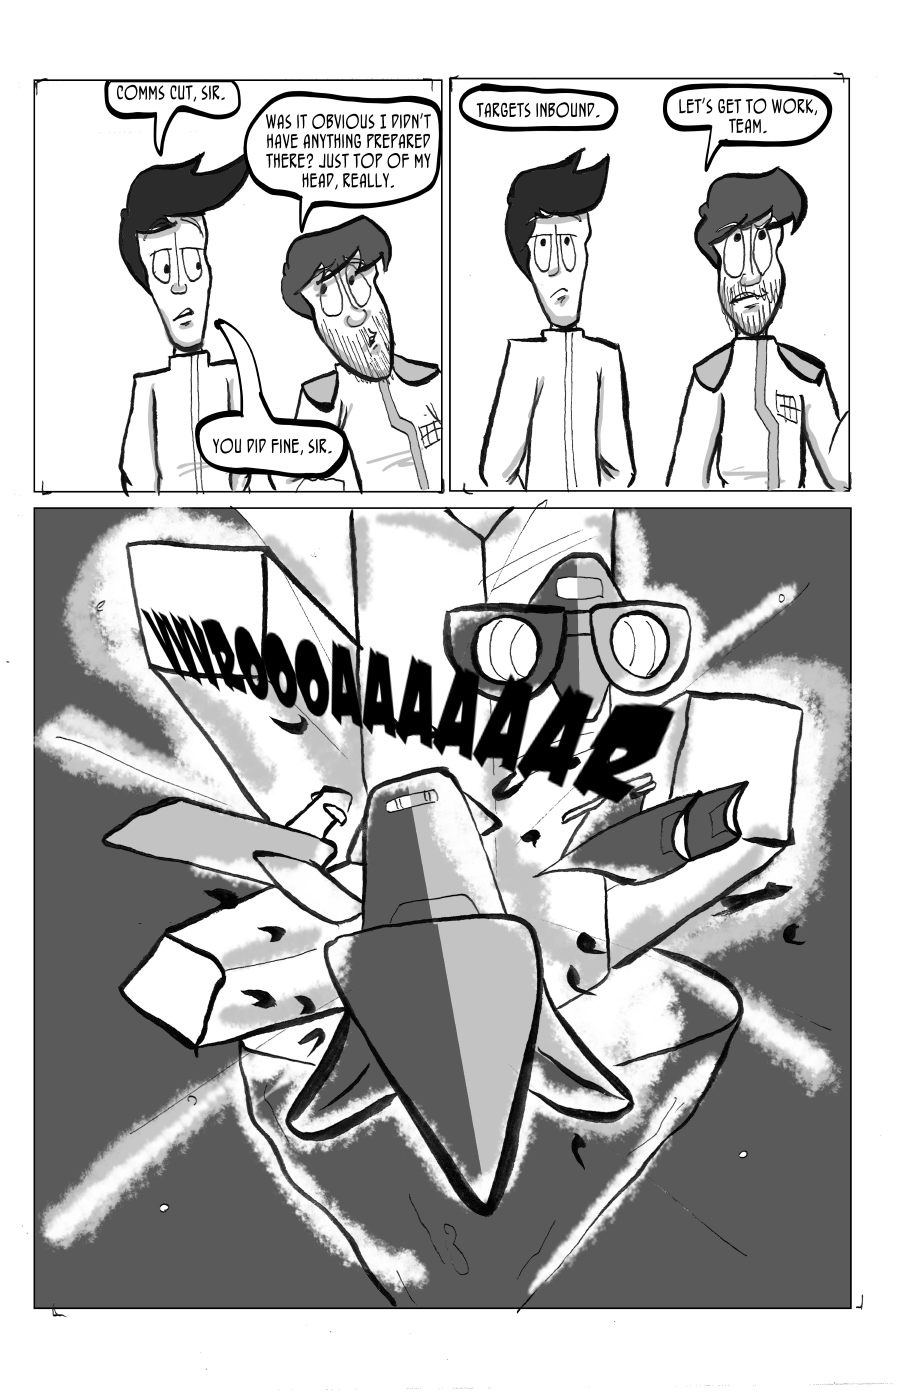 COMMS CUT, SIR.
WAS IT OBVIOUS I DIDN'T
HAVE ANYTHING PREPARED
THERE? JUST TOP OF MY
HEAD, REALLY.
YOU DID FINE, SIR.
TARGETS INBOUND.
LET'S GET TO WORK,
TEAM.
VVVROOOOAAAAAAAR